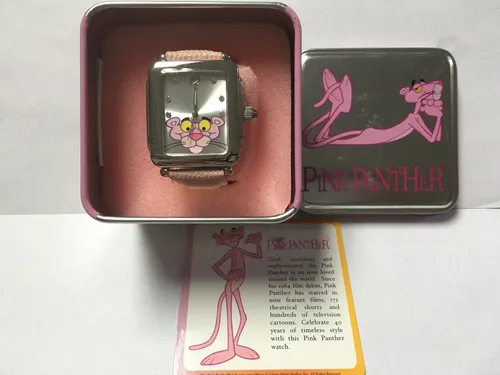 PINK PANTHER
PINK PANTHER
Cool, confident and
sophisticated, the Pink
Panther is an icon loved
around the world. Since
his 1964 film debut, Pink
Panther has starred in
nine feature films, 172
theatrical shorts and
hundreds of television
cartoons. Celebrate 40
years of timeless style
with this Pink Panther
watch.